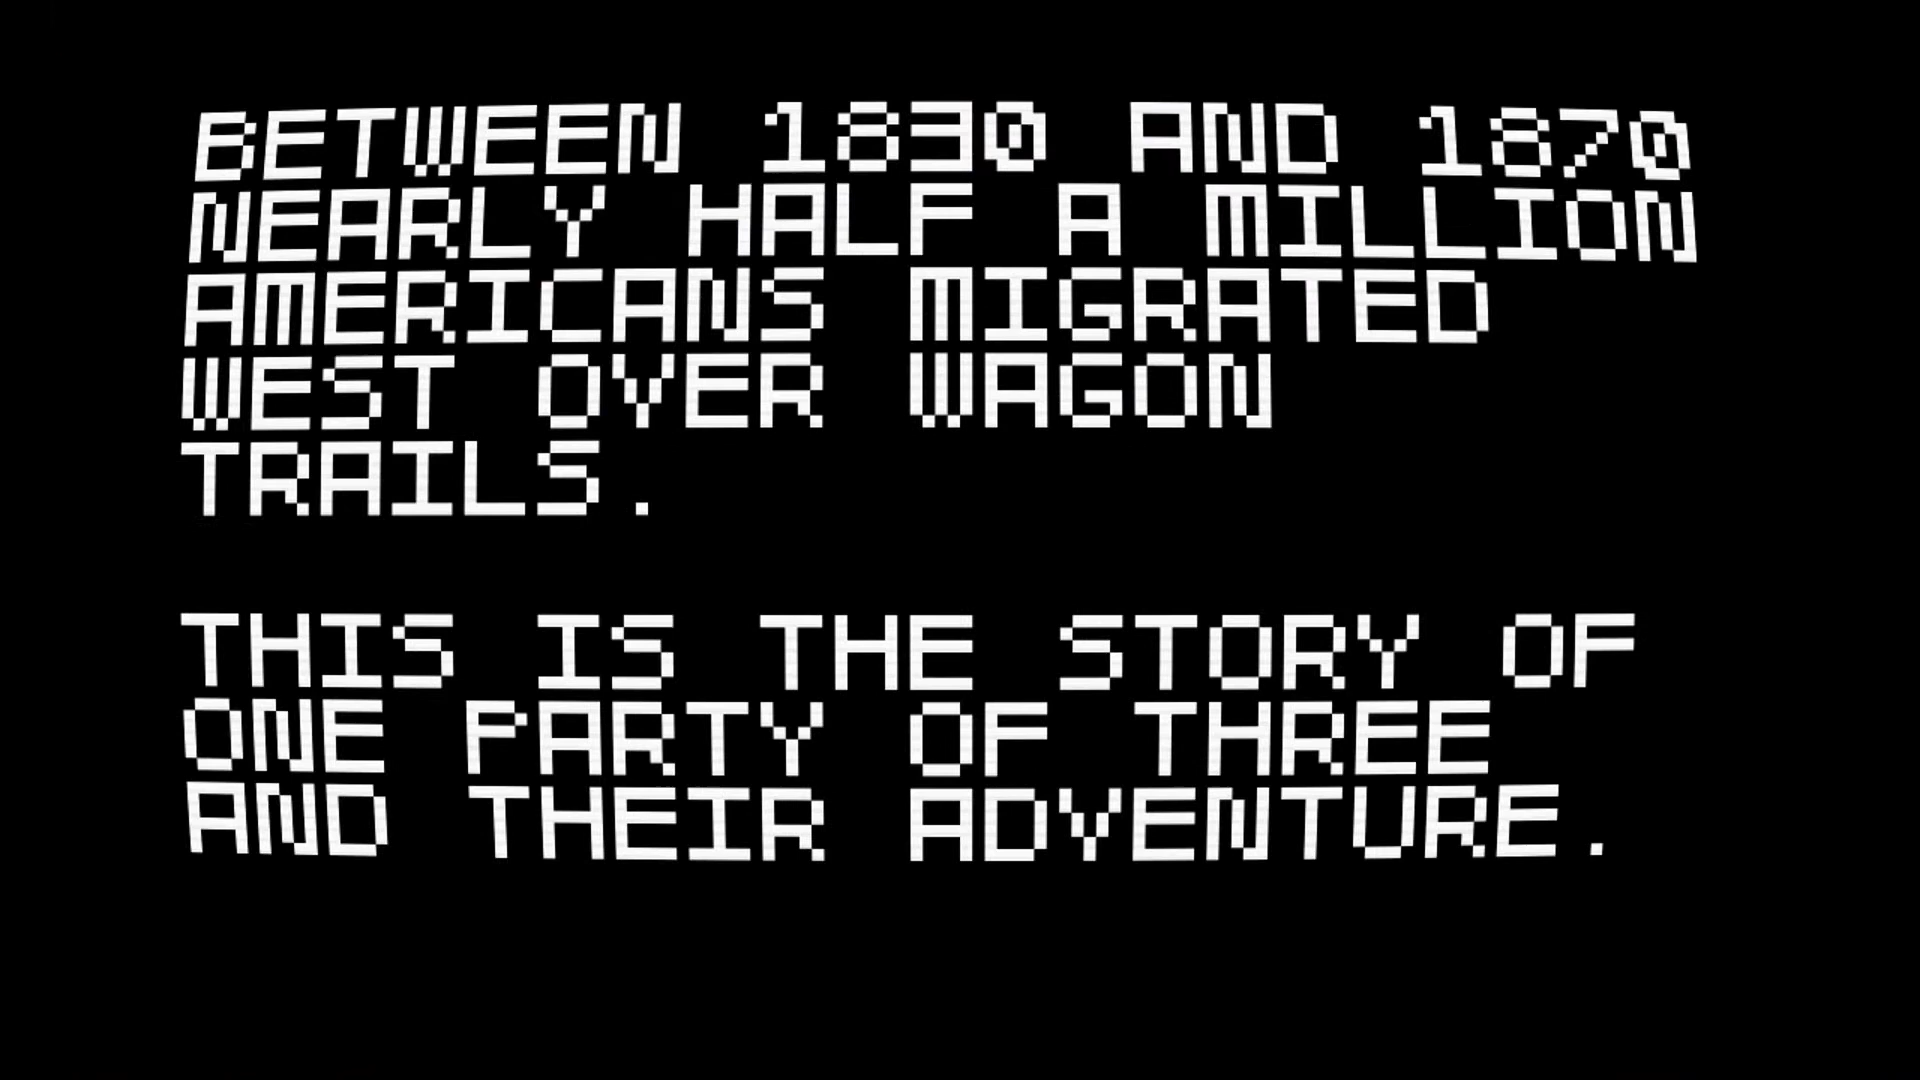 BETWEEN 1830 AND 1870
NEARLY HALF A MILLION
AMERICANS MIGRATED
WEST OVER WAGON
TRAILS.
THIS IS THE STORY OF
ONE PARTY OF THREE
AND THEIR ADVENTURE.